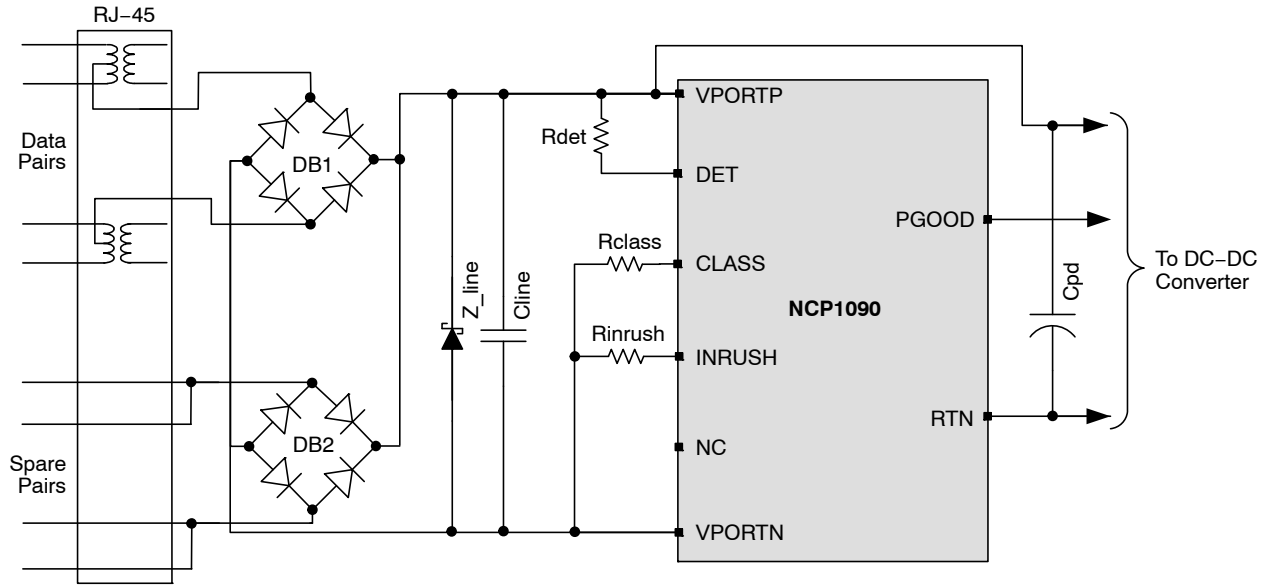 RJ−45
Data
Pairs
DB1
Rdet
VPORTP
DET
PGOOD
Rclass
CLASS
To DC−DC
Converter
Z_line
Cline
Cpd
NCP1090
Rinrush
INRUSH
RTN
DB2
NC
Spare
Pairs
VPORTN